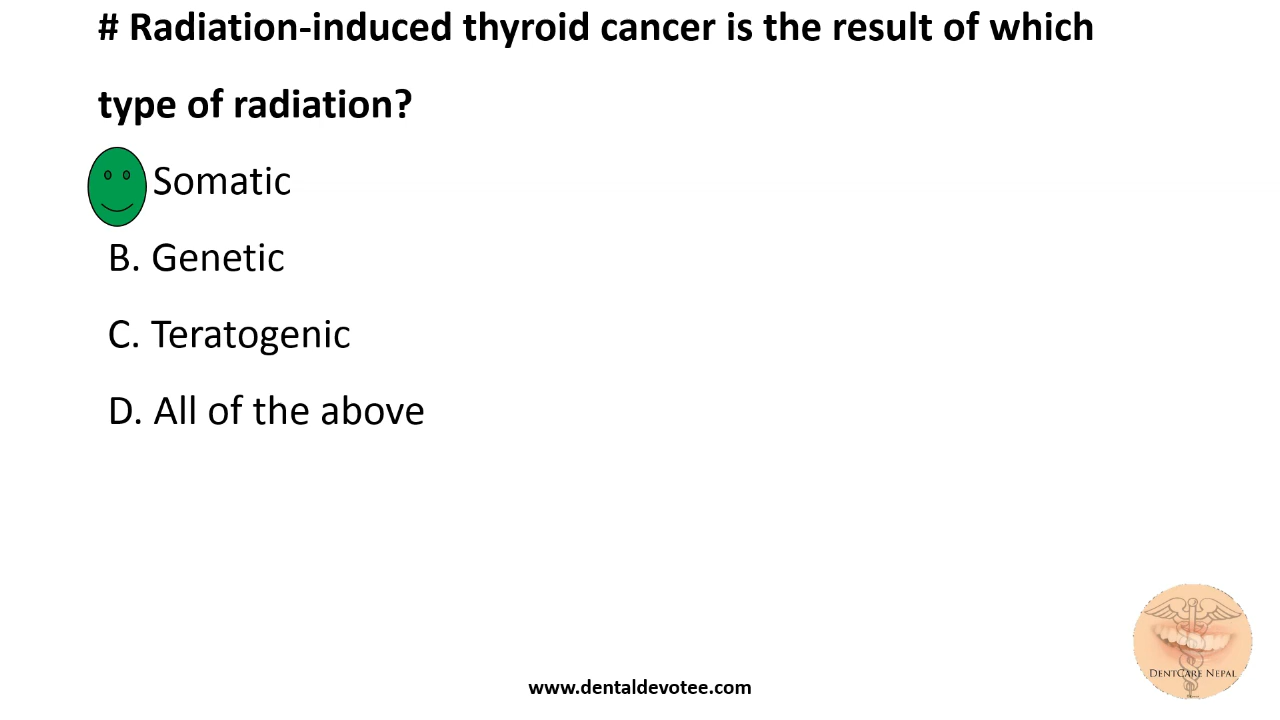 # Radiation-induced thyroid cancer is the result of which
type of radiation?
Somatic
B. Genetic
C. Teratogenic
D. All of the above
DentCare Nepal
www.dentaldevotee.com